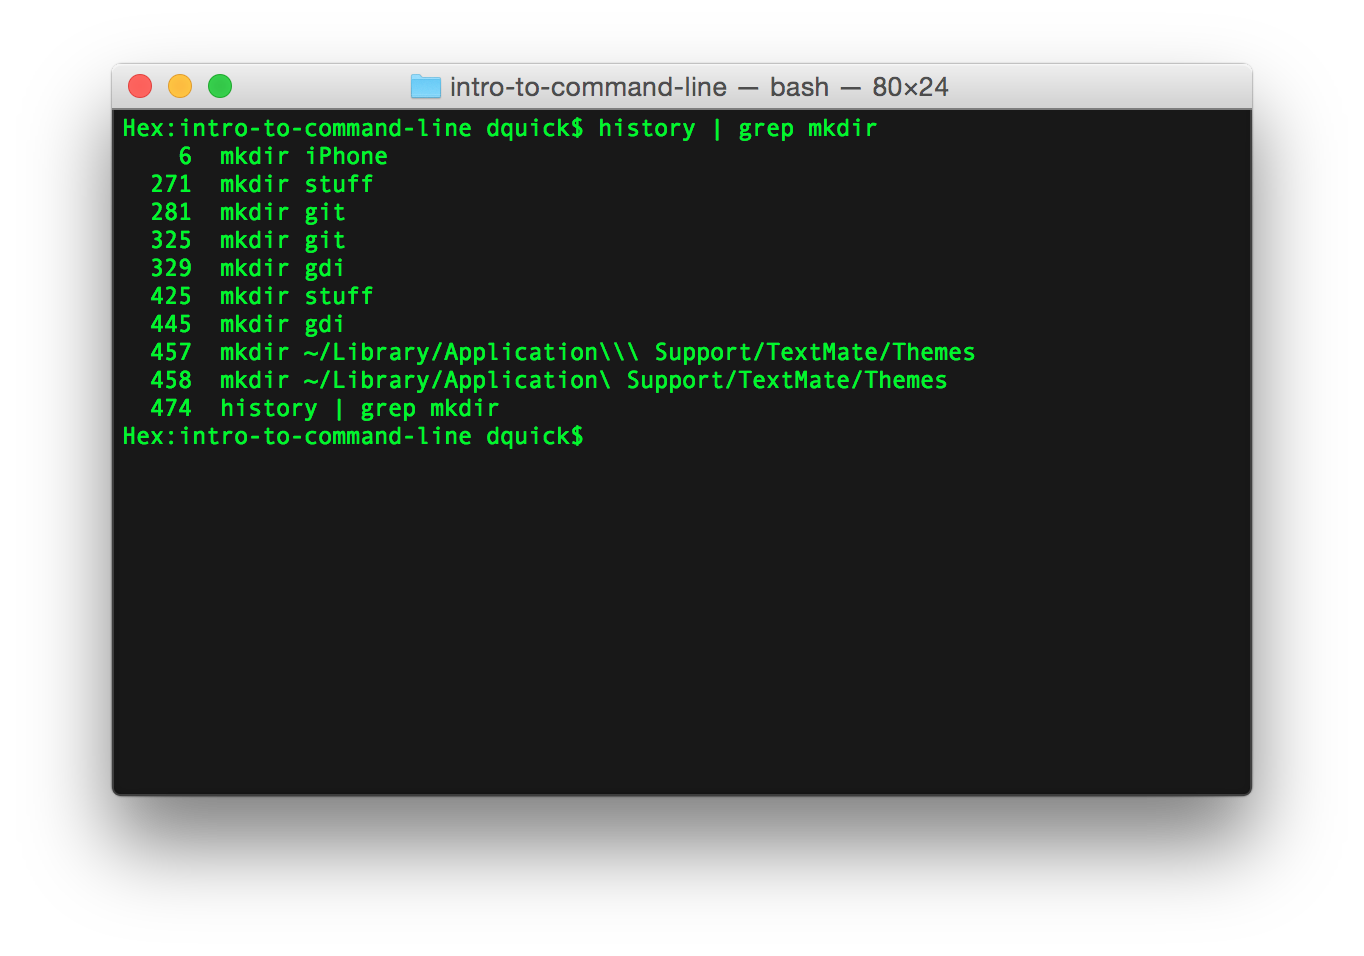 intro-to-command-line — bash — 80×24
Hex:intro-to-command-line dquick$ history | grep mkdir
    6  mkdir iPhone
  271  mkdir stuff
  281  mkdir git
  325  mkdir git
  329  mkdir gdi
  425  mkdir stuff
  445  mkdir gdi
  457  mkdir ~/Library/Application\\\ Support/TextMate/Themes
  458  mkdir ~/Library/Application\ Support/TextMate/Themes
  474  history | grep mkdir
Hex:intro-to-command-line dquick$